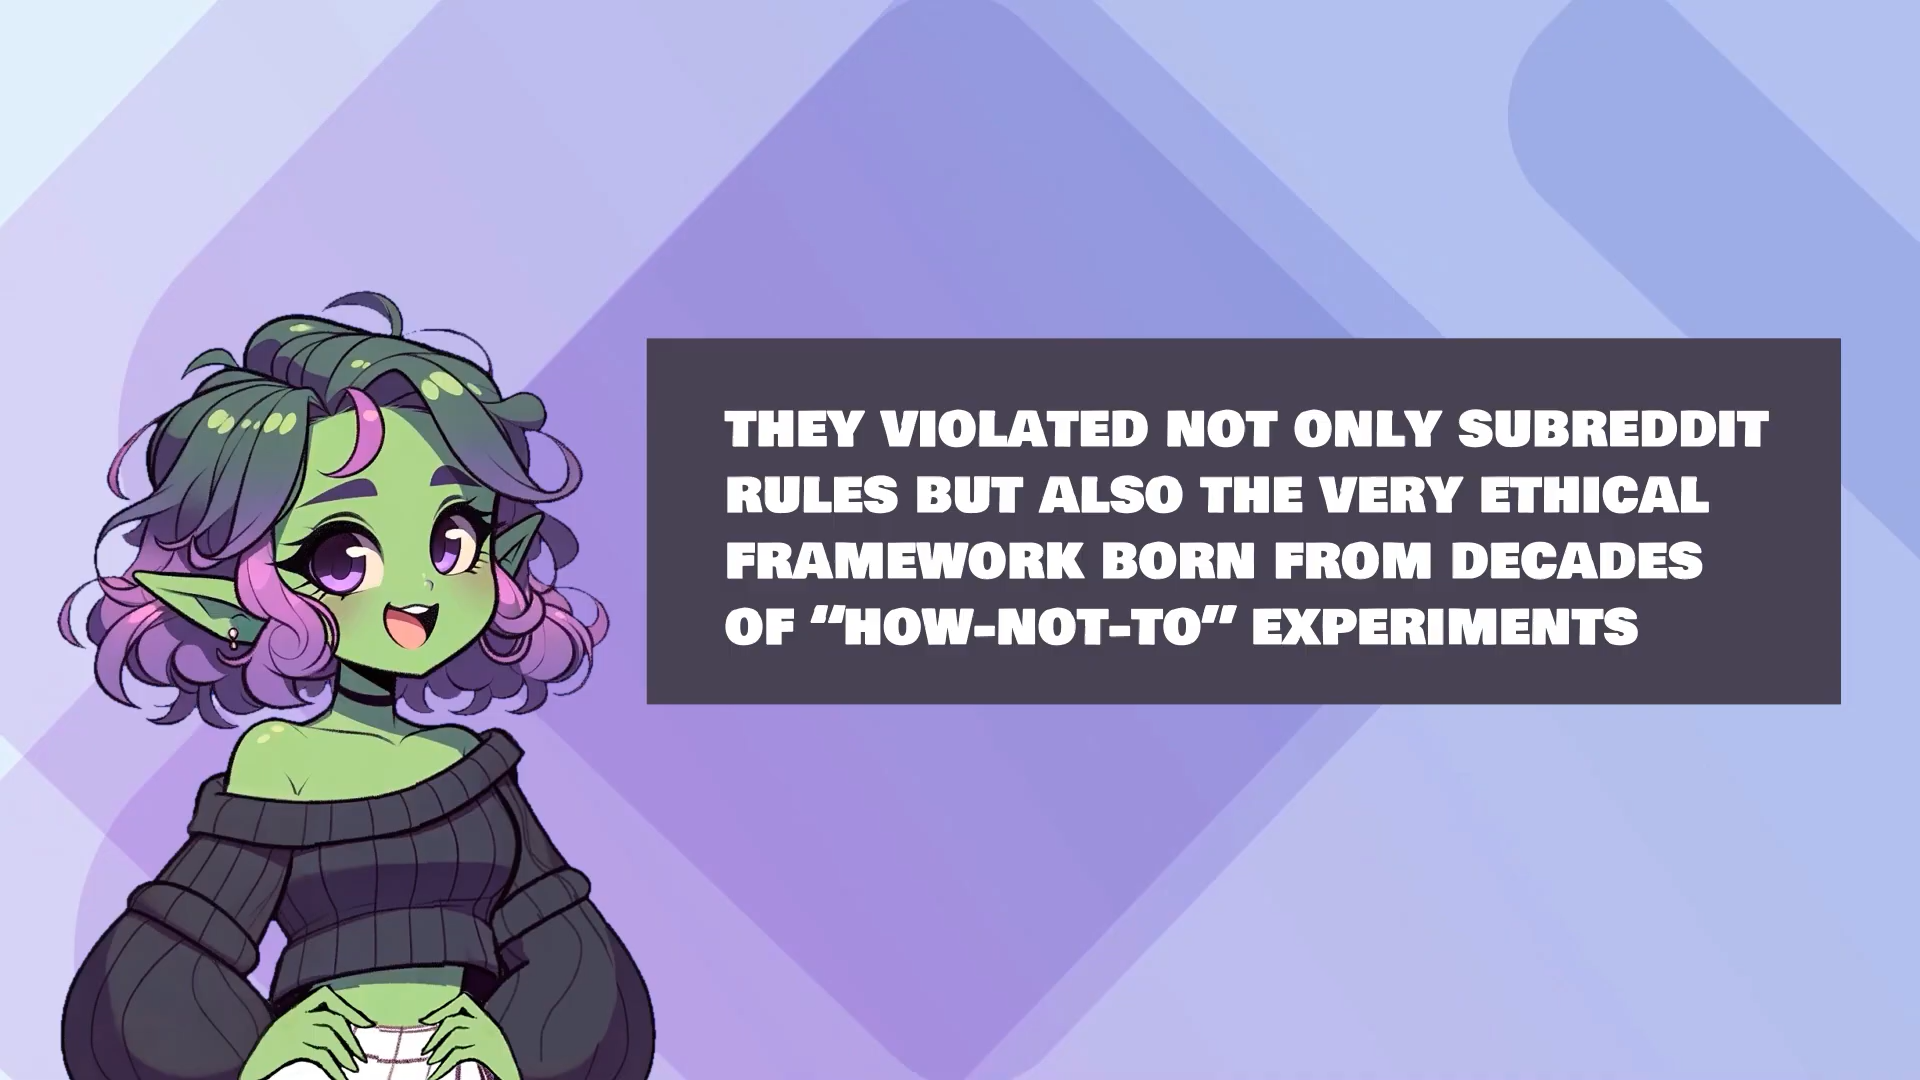 THEY VIOLATED NOT ONLY SUBREDDIT
RULES BUT ALSO THE VERY ETHICAL
FRAMEWORK BORN FROM DECADES
OF “HOW-NOT-TO” EXPERIMENTS